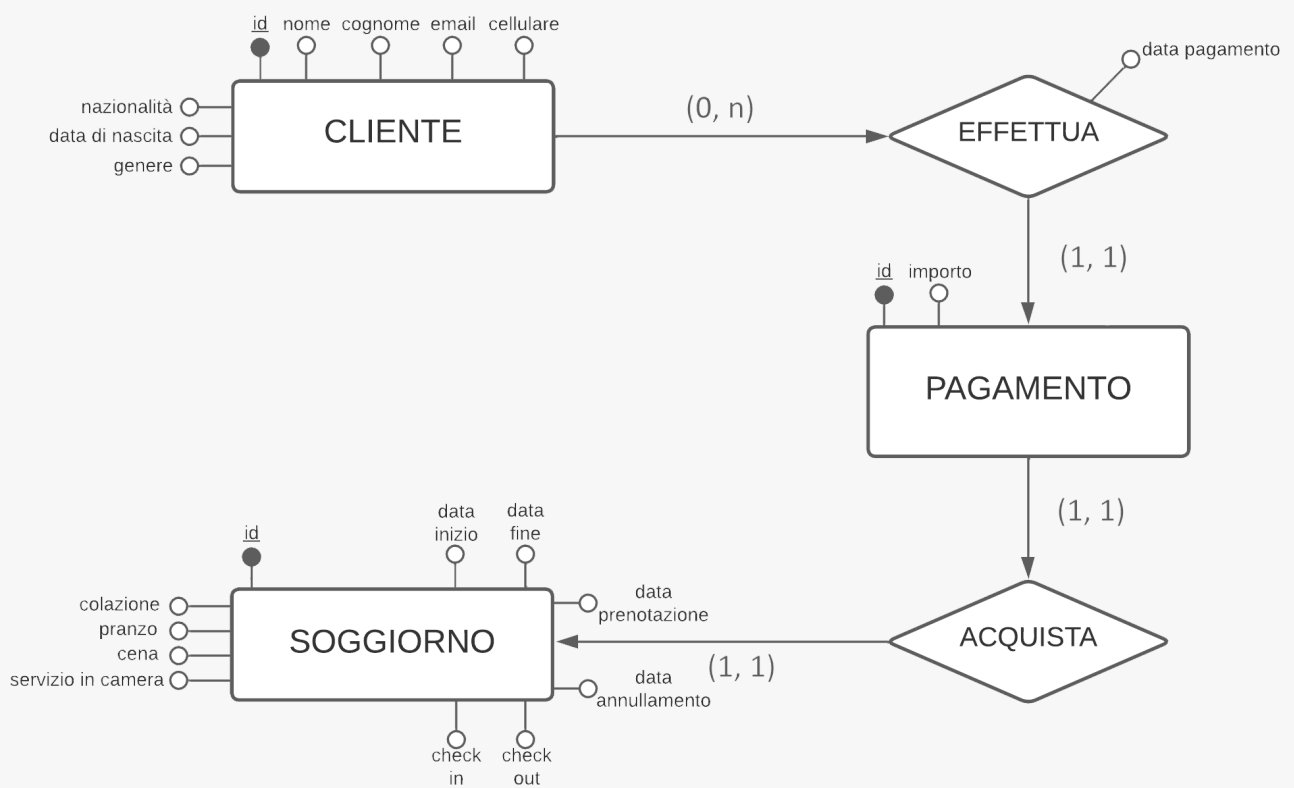 id nome cognome email cellulare
data pagamento
nazionalità
data di nascita
genere
CLIENTE
(0, n)
EFFETTUA
(1, 1)
id importo
PAGAMENTO
(1, 1)
ACQUISTA
(1, 1)
id
data
inizio
data
fine
colazione
pranzo
cena
servizio in camera
SOGGIORNO
data
prenotazione
data
annullamento
check
in
check
out